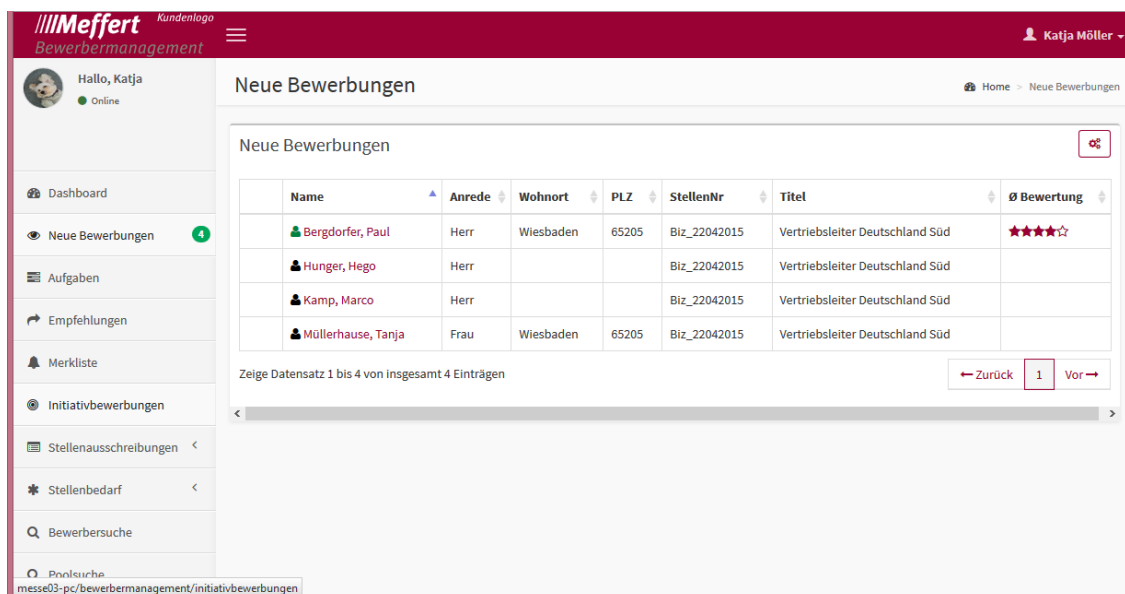 ////Meffert Kundenlogo
Bewerbermanagement
Katja Möller
Hallo, Katja
Online
Neue Bewerbungen
Home > Neue Bewerbungen
Neue Bewerbungen
Dashboard
Neue Bewerbungen 4
Aufgaben
Empfehlungen
Merkliste
Initiativbewerbungen
Stellenausschreibungen
Stellenbedarf
Bewerbersuche
Poolsuche
Name Anrede Wohnort PLZ StellenNr Titel Ø Bewertung
Bergdorfer, Paul Herr Wiesbaden 65205 Biz_22042015 Vertriebsleiter Deutschland Süd
Hunger, Hego Herr Biz_22042015 Vertriebsleiter Deutschland Süd
Kamp, Marco Herr Biz_22042015 Vertriebsleiter Deutschland Süd
Müllerhause, Tanja Frau Wiesbaden 65205 Biz_22042015 Vertriebsleiter Deutschland Süd
Zeige Datensatz 1 bis 4 von insgesamt 4 Einträgen
←Zurück 1 Vor→
messe03-pc/bewerbermanagement/initiativbewerbungen